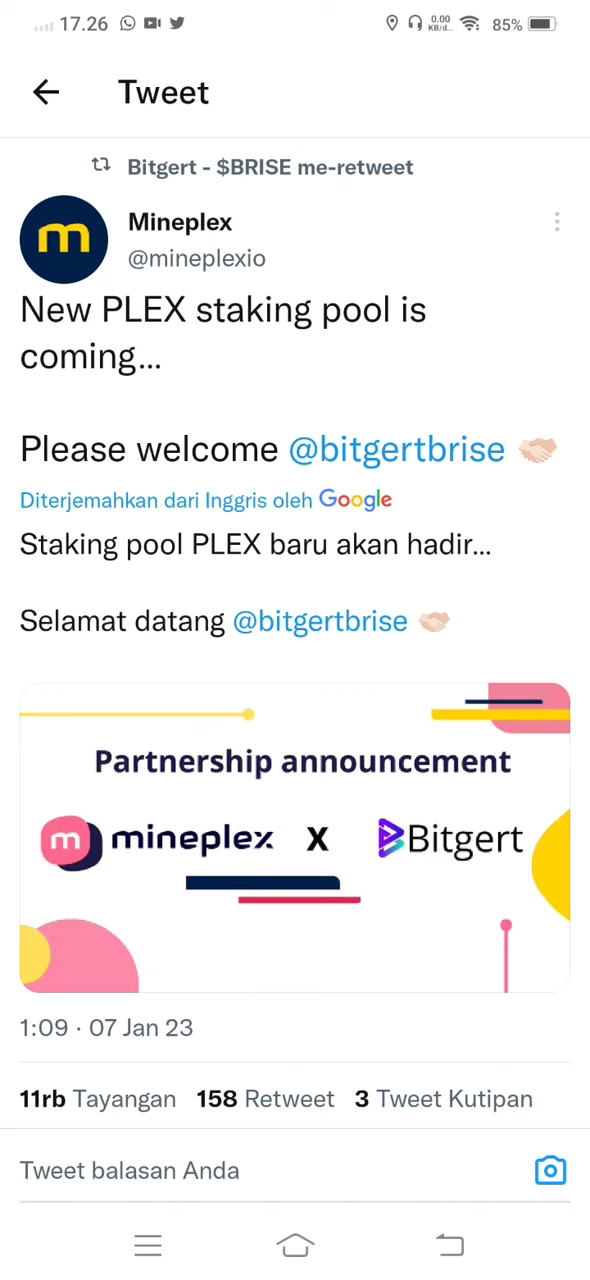 17.26
0.00
KB/d...
85%
Tweet
Bitgert - $BRISE me-retweet
m
Mineplex
@mineplexio
New PLEX staking pool is
coming...
Please welcome @bitgertbrise 🤝🏻
Diterjemahkan dari Inggris oleh Google
Staking pool PLEX baru akan hadir...
Selamat datang @bitgertbrise 🤝🏻
Partnership announcement
m mineplex X Bitgert
1:09 · 07 Jan 23
11rb Tayangan 158 Retweet 3 Tweet Kutipan
Tweet balasan Anda